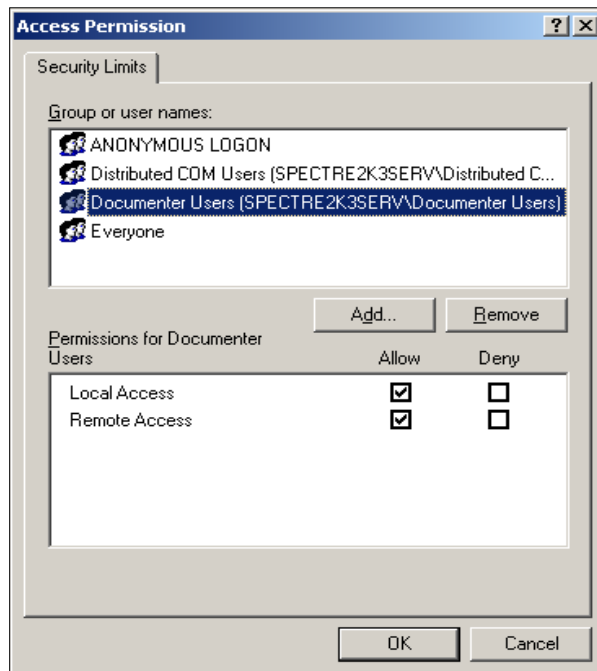 Access Permission
Security Limits
Group or user names:
ANONYMOUS LOGON
Distributed COM Users (SPECTRE2K3SERV\Distributed C...
Documenter Users (SPECTRE2K3SERV\Documenter Users)
Everyone
Add... Remove
Permissions for Documenter
Users Allow Deny
Local Access
Remote Access
OK Cancel